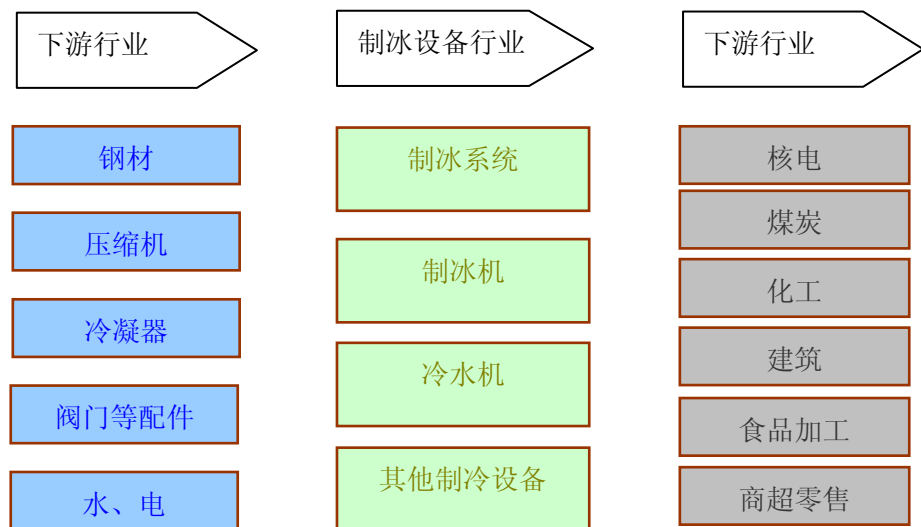 下游行业
制冰设备行业
下游行业
钢材
压缩机
冷凝器
阀门等配件
水、电
制冰系统
制冰机
冷水机
其他制冷设备
核电
煤炭
化工
建筑
食品加工
商超零售